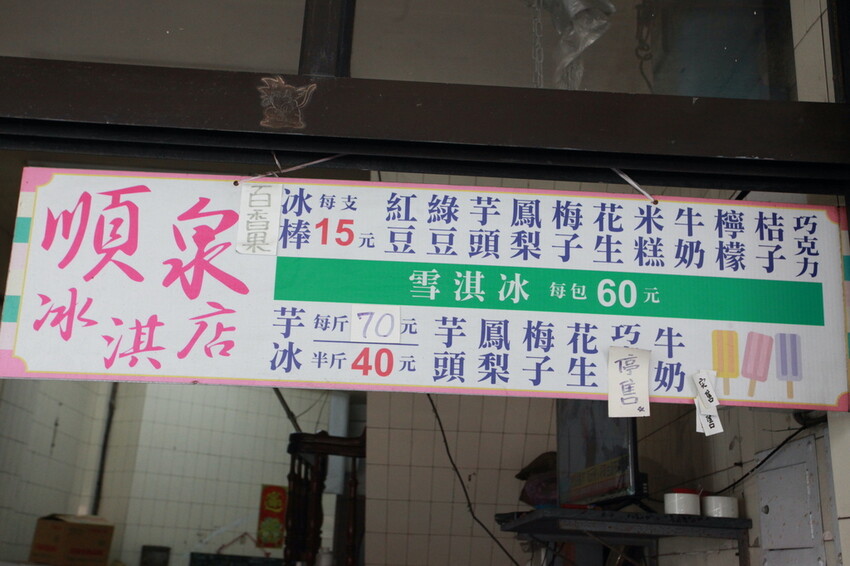 順泉
冰淇店
百香果
冰棒 每支15元 紅豆 綠豆 芋頭 鳳梨 梅子 花生 米糕 牛奶 檸檬 桔子 巧克力
雪淇冰 每包60元
芋冰 每斤70元 半斤40元 芋頭 鳳梨 梅子 花生 巧 牛奶
停售